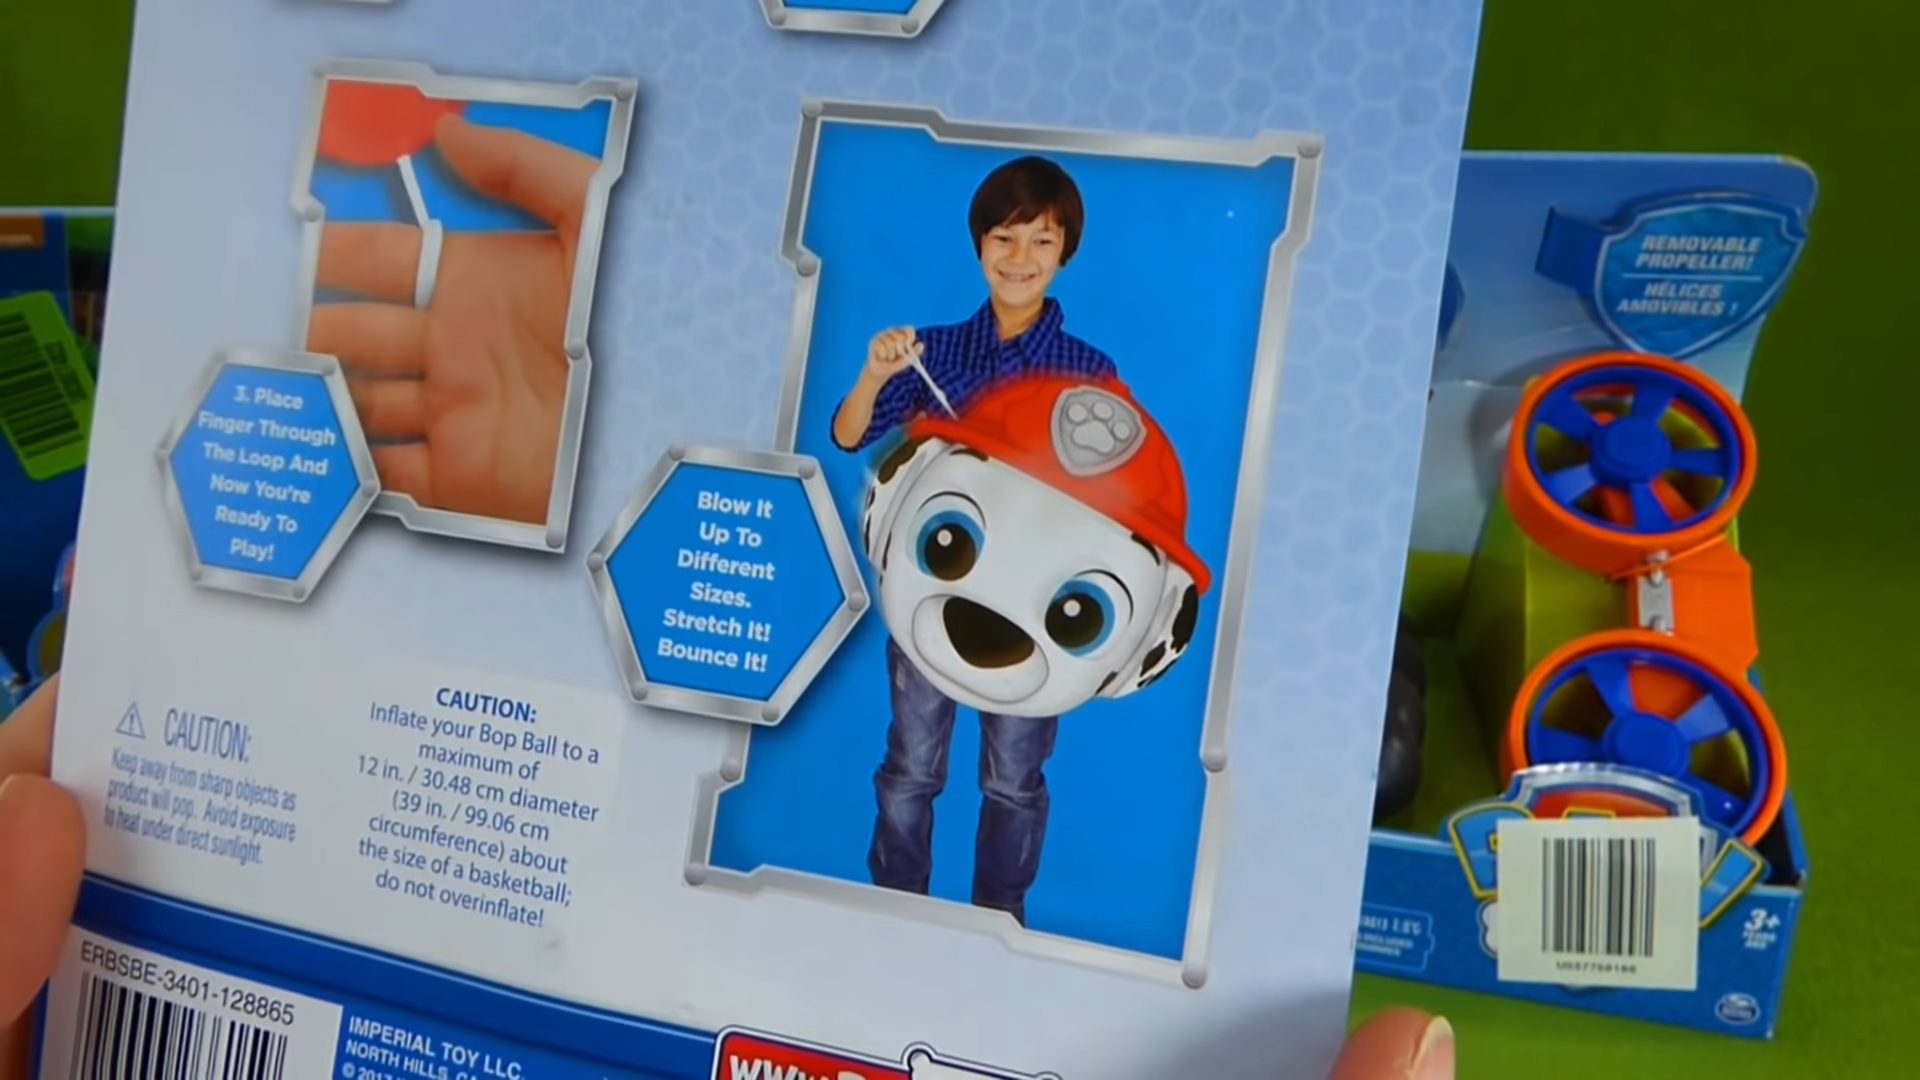 3. Place
Finger Through
The Loop And
Now You're
Ready To
Play!
Blow It
Up To
Different
Sizes.
Stretch It!
Bounce It!
CAUTION:
Keep away from sharp objects as
product will pop. Avoid exposure
to heat under direct sunlight.
CAUTION:
Inflate your Bop Ball to a
maximum of
12 in. / 30.48 cm diameter
(39 in. / 99.06 cm
circumference) about
the size of a basketball;
do not overinflate!
ERBSBE-3401-128865
IMPERIAL TOY LLC.
NORTH HILLS, CA
© 2017
www.
REMOVABLE
PROPELLER!
HÉLICES
AMOVIBLES !
3+